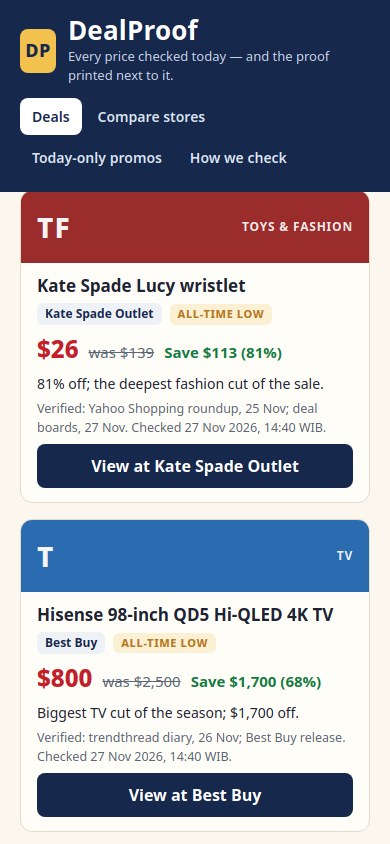 DP
DealProof
Every price checked today — and the proof
printed next to it.
Deals
Compare stores
Today-only promos
How we check
TF
TOYS & FASHION
Kate Spade Lucy wristlet
Kate Spade Outlet
ALL-TIME LOW
$26 was $139 Save $113 (81%)
81% off; the deepest fashion cut of the sale.
Verified: Yahoo Shopping roundup, 25 Nov; deal
boards, 27 Nov. Checked 27 Nov 2026, 14:40 WIB.
View at Kate Spade Outlet
T
TV
Hisense 98-inch QD5 Hi-QLED 4K TV
Best Buy
ALL-TIME LOW
$800 was $2,500 Save $1,700 (68%)
Biggest TV cut of the season; $1,700 off.
Verified: trendthread diary, 26 Nov; Best Buy release.
Checked 27 Nov 2026, 14:40 WIB.
View at Best Buy